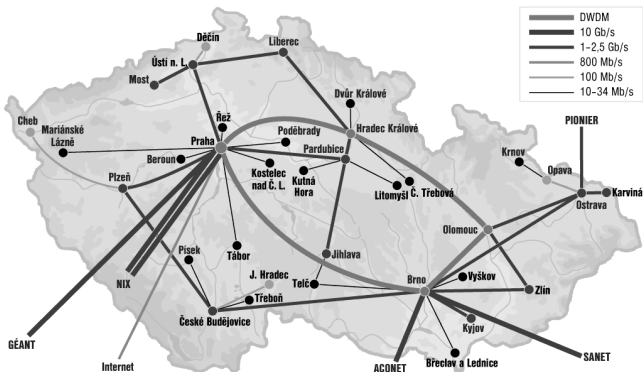 DWDM
10 Gb/s
1–2,5 Gb/s
800 Mb/s
100 Mb/s
10–34 Mb/s
Děčín
Liberec
Ústí n. L.
Most
Dvůr Králové
Cheb
Mariánské
Lázně
Řež
Praha
Poděbrady
Hradec Králové
PIONIER
Beroun
Pardubice
Krnov
Opava
Plzeň
Kostelec
nad Č. L.
Kutná
Hora
Litomyšl
Č. Třebová
Ostrava
Karviná
Olomouc
Písek
Tábor
Jihlava
NIX
J. Hradec
Telč
Brno
Vyškov
Třeboň
Zlín
České Budějovice
Kyjov
GÉANT
Internet
ACONET
Břeclav a Lednice
SANET